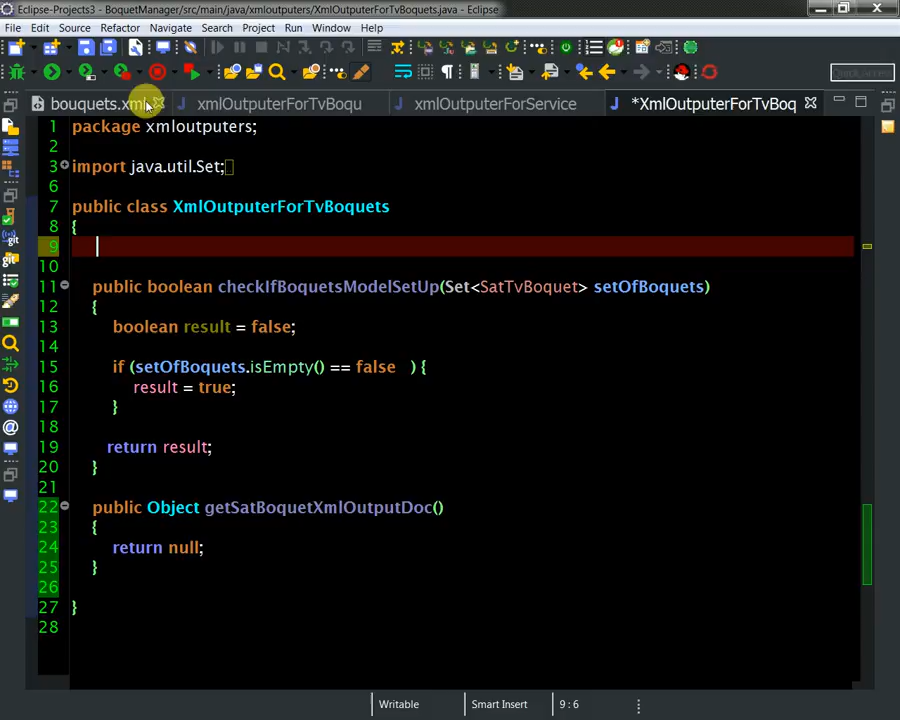 Eclipse-Projects3 - BoquetManager/src/main/java/xmloutputers/XmlOutputerForTvBoquets.java - Eclipse
File Edit Source Refactor Navigate Search Project Run Window Help
Quick Access
bouquets.xml xmlOutputerForTvBoqu xmlOutputerForService *XmlOutputerForTvBoq
1 package xmloutputers;
2
3 import java.util.Set;
6
7 public class XmlOutputerForTvBoquets
8 {
9
10
11 public boolean checkIfBoquetsModelSetUp(Set<SatTvBoquet> setOfBoquets)
12 {
13 boolean result = false;
14
15 if (setOfBoquets.isEmpty() == false ) {
16 result = true;
17 }
18
19 return result;
20 }
21
22 public Object getSatBoquetXmlOutputDoc()
23 {
24 return null;
25 }
26
27 }
28
Writable Smart Insert 9 : 6